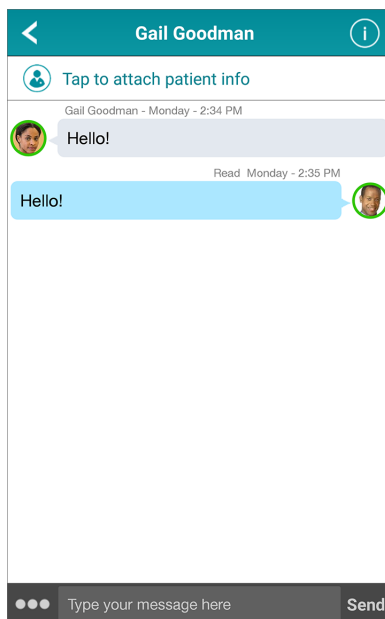 Gail Goodman
i
Tap to attach patient info
Gail Goodman - Monday - 2:34 PM
Hello!
Read Monday - 2:35 PM
Hello!
Type your message here
Send